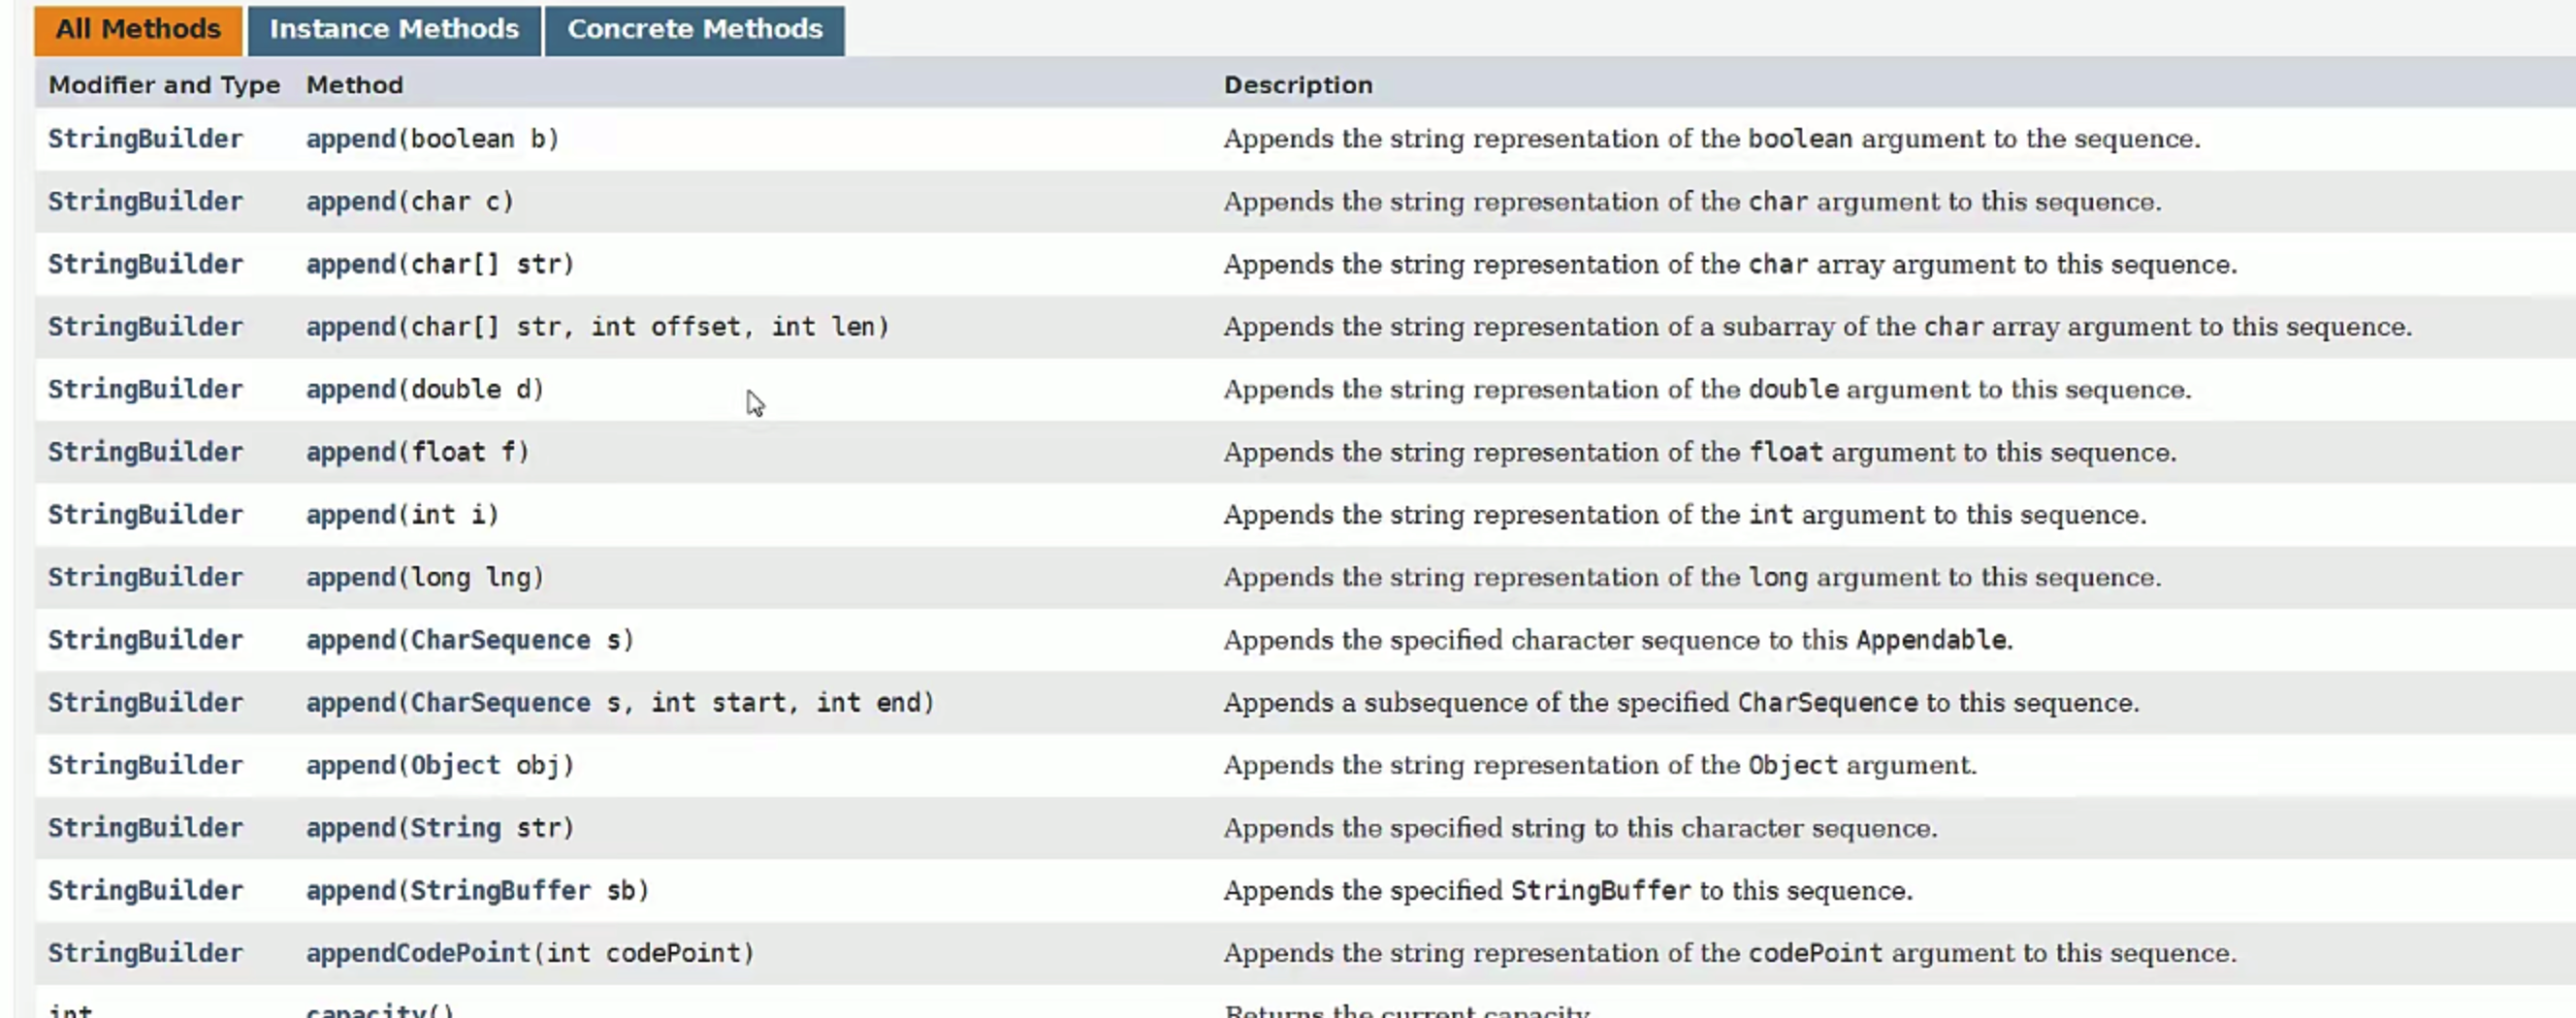 All Methods Instance Methods Concrete Methods
Modifier and Type Method Description
StringBuilder append(boolean b) Appends the string representation of the boolean argument to the sequence.
StringBuilder append(char c) Appends the string representation of the char argument to this sequence.
StringBuilder append(char[] str) Appends the string representation of the char array argument to this sequence.
StringBuilder append(char[] str, int offset, int len) Appends the string representation of a subarray of the char array argument to this sequence.
StringBuilder append(double d) Appends the string representation of the double argument to this sequence.
StringBuilder append(float f) Appends the string representation of the float argument to this sequence.
StringBuilder append(int i) Appends the string representation of the int argument to this sequence.
StringBuilder append(long lng) Appends the string representation of the long argument to this sequence.
StringBuilder append(CharSequence s) Appends the specified character sequence to this Appendable.
StringBuilder append(CharSequence s, int start, int end) Appends a subsequence of the specified CharSequence to this sequence.
StringBuilder append(Object obj) Appends the string representation of the Object argument.
StringBuilder append(String str) Appends the specified string to this character sequence.
StringBuilder append(StringBuffer sb) Appends the specified StringBuffer to this sequence.
StringBuilder appendCodePoint(int codePoint) Appends the string representation of the codePoint argument to this sequence.
int capacity() Returns the current capacity.